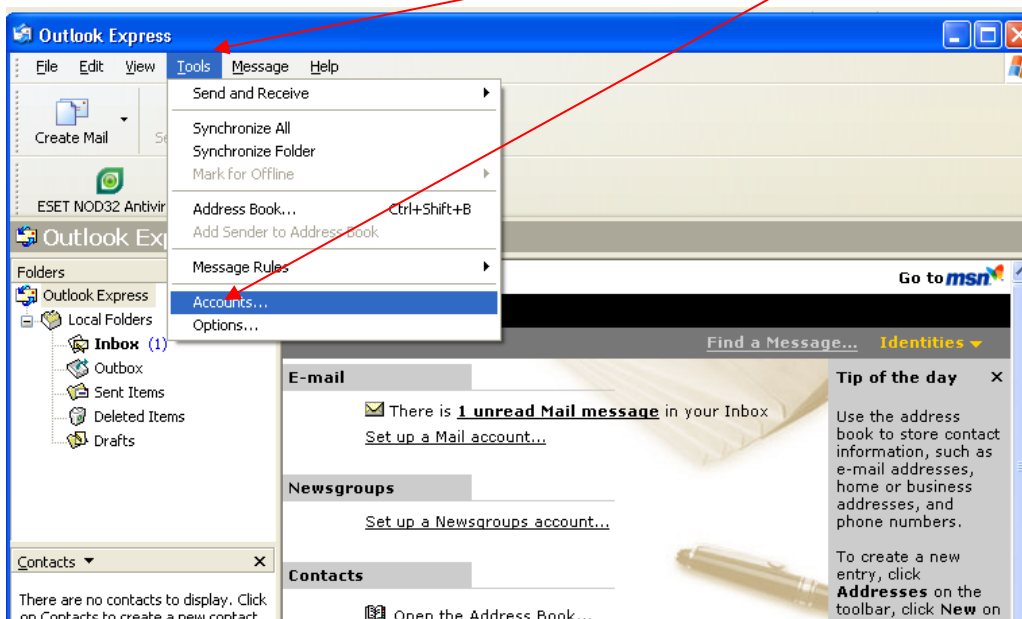 Outlook Express
File Edit View Tools Message Help
Create Mail
ESET NOD32 Antivir
Send and Receive
Synchronize All
Synchronize Folder
Mark for Offline
Address Book... Ctrl+Shift+B
Add Sender to Address Book
Message Rules
Accounts...
Options...
Outlook Exp
Folders
Outlook Express
Local Folders
Inbox (1)
Outbox
Sent Items
Deleted Items
Drafts
Contacts
There are no contacts to display. Click
on Contacts to create a new contact.
Go to msn
Find a Message... Identities
E-mail
There is 1 unread Mail message in your Inbox
Set up a Mail account...
Newsgroups
Set up a Newsgroups account...
Contacts
Open the Address Book...
Tip of the day
Use the address
book to store contact
information, such as
e-mail addresses,
home or business
addresses, and
phone numbers.
To create a new
entry, click
Addresses on the
toolbar, click New on